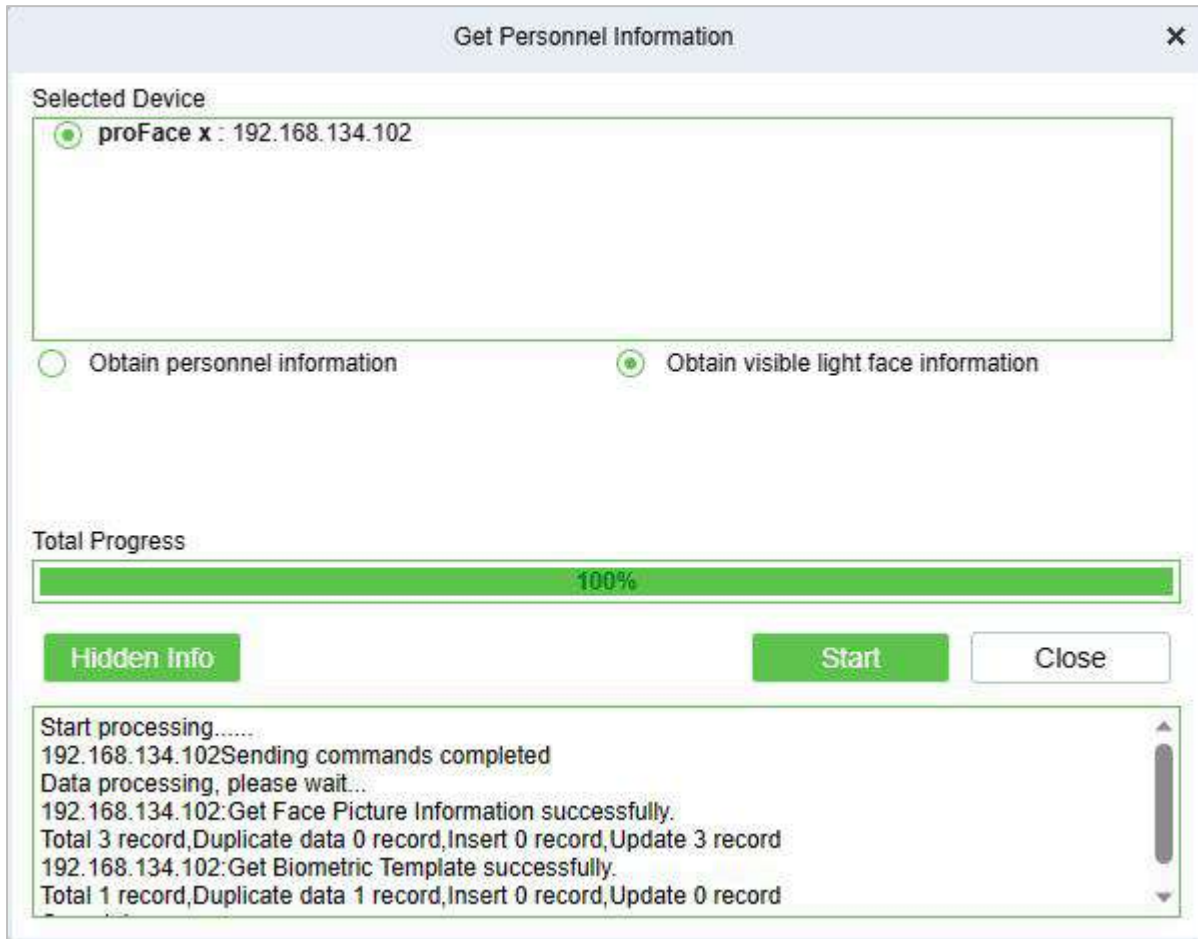 Get Personnel Information
Selected Device
proFace x : 192.168.134.102
Obtain personnel information
Obtain visible light face information
Total Progress
100%
Hidden Info
Start
Close
Start processing......
192.168.134.102Sending commands completed
Data processing, please wait...
192.168.134.102:Get Face Picture Information successfully.
Total 3 record,Duplicate data 0 record,Insert 0 record,Update 3 record
192.168.134.102:Get Biometric Template successfully.
Total 1 record,Duplicate data 1 record,Insert 0 record,Update 0 record